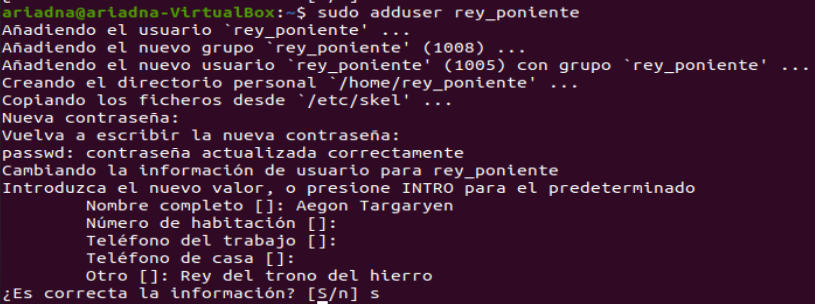 ariadna@ariadna-VirtualBox:~$ sudo adduser rey_poniente
Añadiendo el usuario `rey_poniente' ...
Añadiendo el nuevo grupo `rey_poniente' (1008) ...
Añadiendo el nuevo usuario `rey_poniente' (1005) con grupo `rey_poniente' ...
Creando el directorio personal `/home/rey_poniente' ...
Copiando los ficheros desde `/etc/skel' ...
Nueva contraseña:
Vuelva a escribir la nueva contraseña:
passwd: contraseña actualizada correctamente
Cambiando la información de usuario para rey_poniente
Introduzca el nuevo valor, o presione INTRO para el predeterminado
        Nombre completo []: Aegon Targaryen
        Número de habitación []:
        Teléfono del trabajo []:
        Teléfono de casa []:
        Otro []: Rey del trono del hierro
¿Es correcta la información? [S/n] s